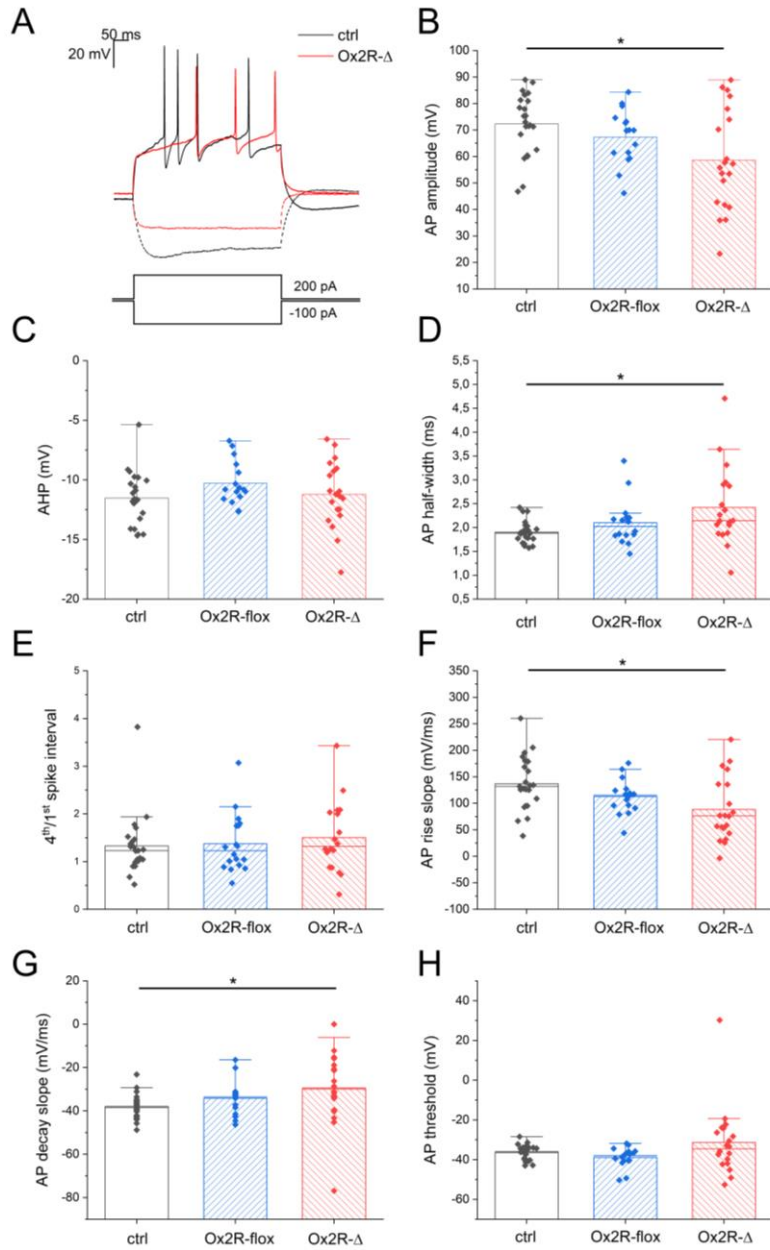 A
50 ms
20 mV
ctrl
Ox2R-Δ
200 pA
-100 pA
B
*
AP amplitude (mV)
100
90
80
70
60
50
40
30
20
10
ctrl
Ox2R-flox
Ox2R-Δ
C
AHP (mV)
0
-5
-10
-15
-20
ctrl
Ox2R-flox
Ox2R-Δ
D
*
AP half-width (ms)
5,5
5,0
4,5
4,0
3,5
3,0
2,5
2,0
1,5
1,0
0,5
ctrl
Ox2R-flox
Ox2R-Δ
E
4th/1st spike interval
5
4
3
2
1
0
ctrl
Ox2R-flox
Ox2R-Δ
F
*
AP rise slope (mV/ms)
350
300
250
200
150
100
50
0
-50
-100
ctrl
Ox2R-flox
Ox2R-Δ
G
*
AP decay slope (mV/ms)
20
0
-20
-40
-60
-80
ctrl
Ox2R-flox
Ox2R-Δ
H
AP threshold (mV)
40
20
0
-20
-40
-60
ctrl
Ox2R-flox
Ox2R-Δ